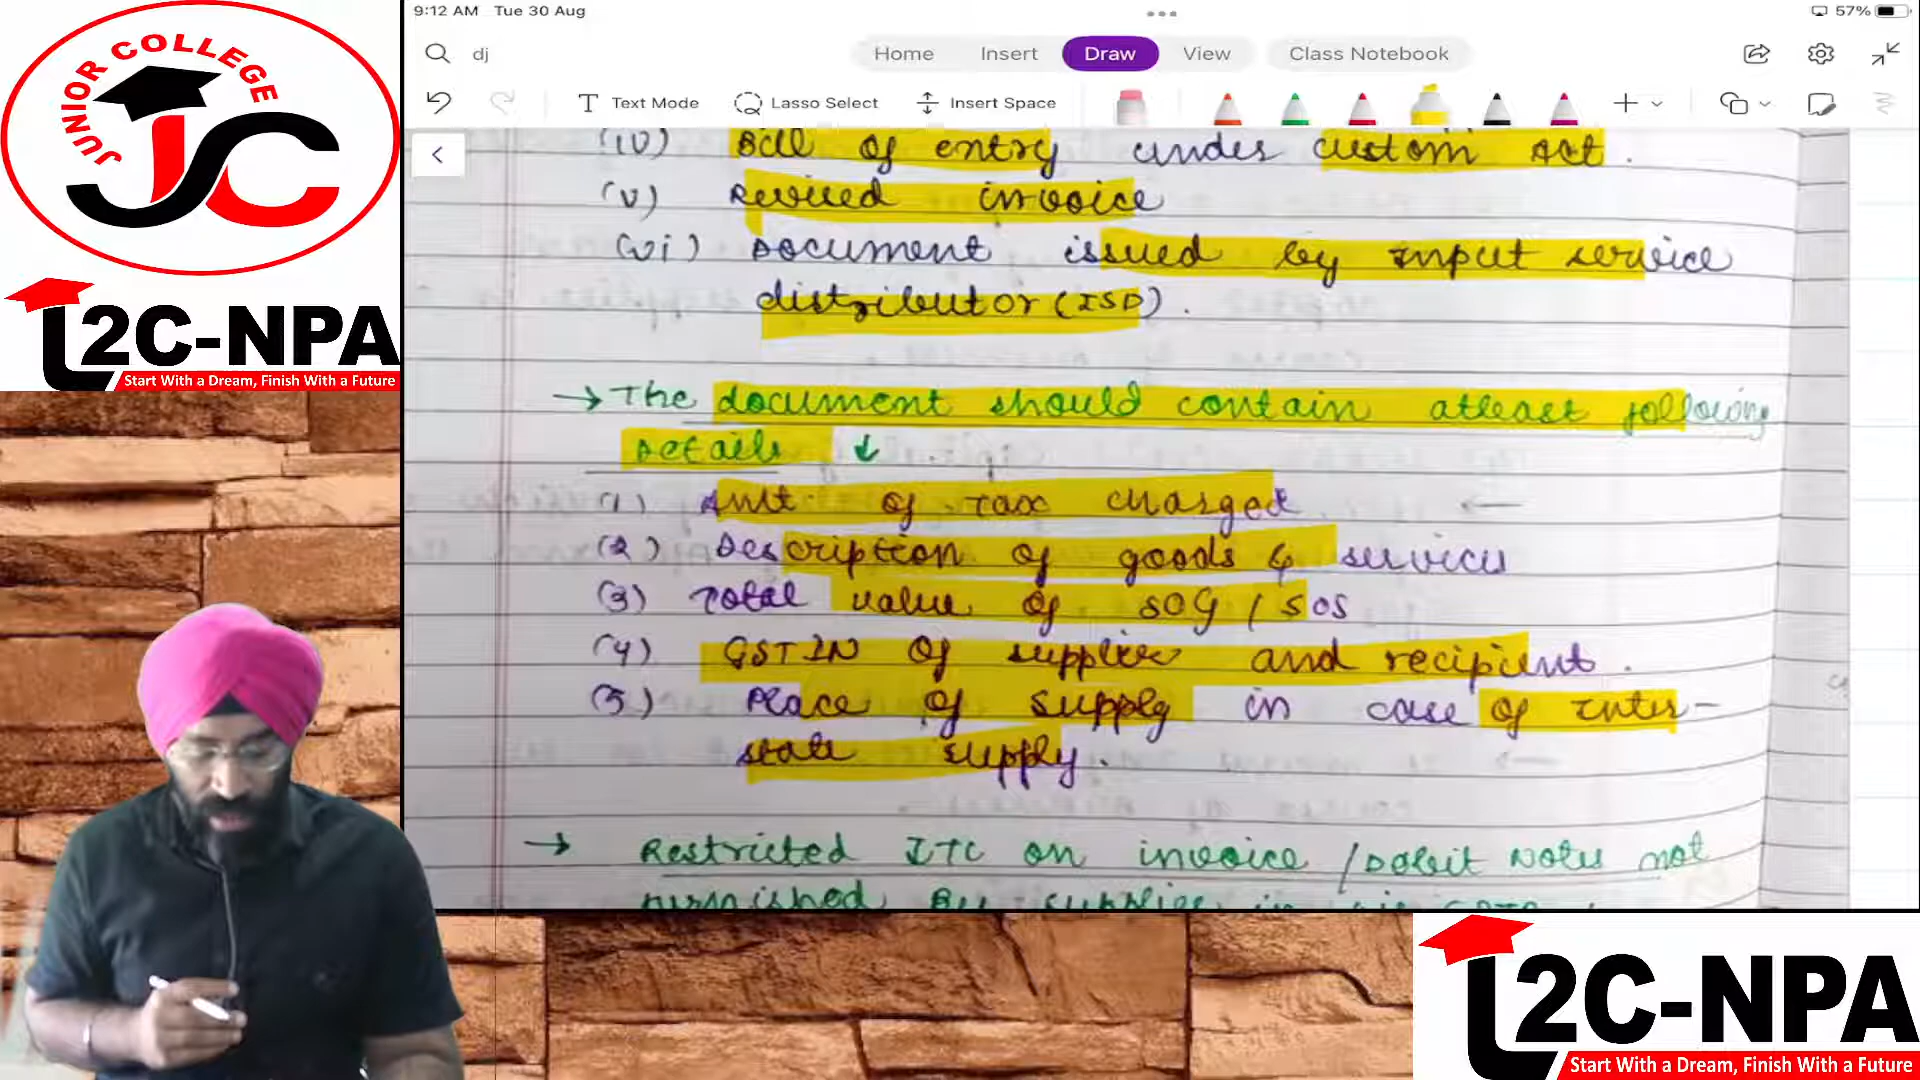 9:12 AM Tue 30 Aug
57%
dj
Home Insert Draw View Class Notebook
Text Mode Lasso Select Insert Space
JUNIOR COLLEGE
JC
L2C-NPA
Start With a Dream, Finish With a Future
(iv) Bill of entry under custom Act.
(v) Revised invoice
(vi) Document issued by input service
distributor (ISD).
→ The document should contain atleast following
details ↓
(1) Amt. of Tax charged ←
(2) Description of goods & services
(3) Total value of SOG / SOS
(4) GSTIN of supplier and recipient.
(5) Place of supply in case of inter-
state supply.
→ Restricted ITC on invoice / Debit Notes not
furnished By supplier in
L2C-NPA
Start With a Dream, Finish With a Future